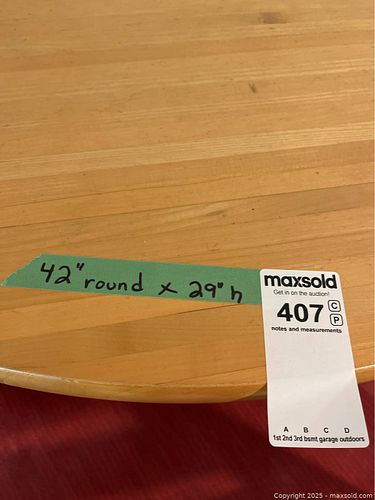 42" round x 29" h
maxsold
Get in on the auction!
407 C
P
notes and measurements
A B C D
1st 2nd 3rd bsmt garage outdoors
Copyright 2025 - maxsold.com